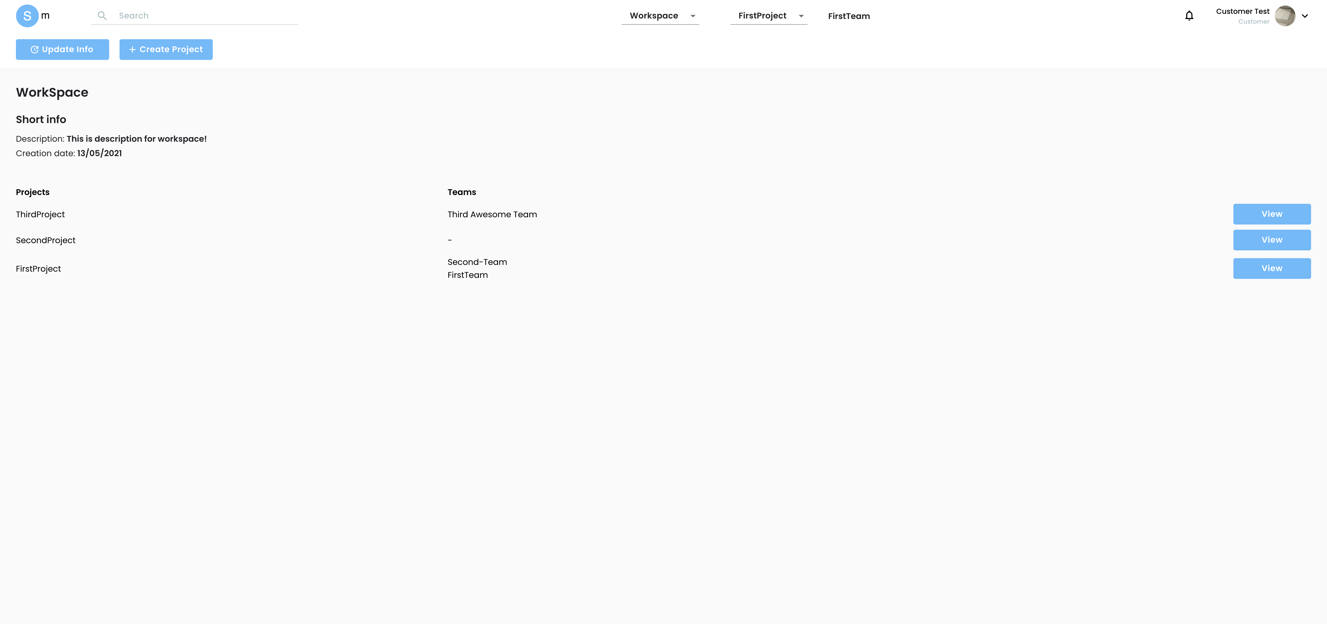 S m
Search
Workspace
FirstProject
FirstTeam
Customer Test
Customer
Update Info
+ Create Project
WorkSpace
Short info
Description: This is description for workspace!
Creation date: 13/05/2021
Projects Teams
ThirdProject Third Awesome Team View
SecondProject - View
FirstProject Second-Team View
FirstTeam